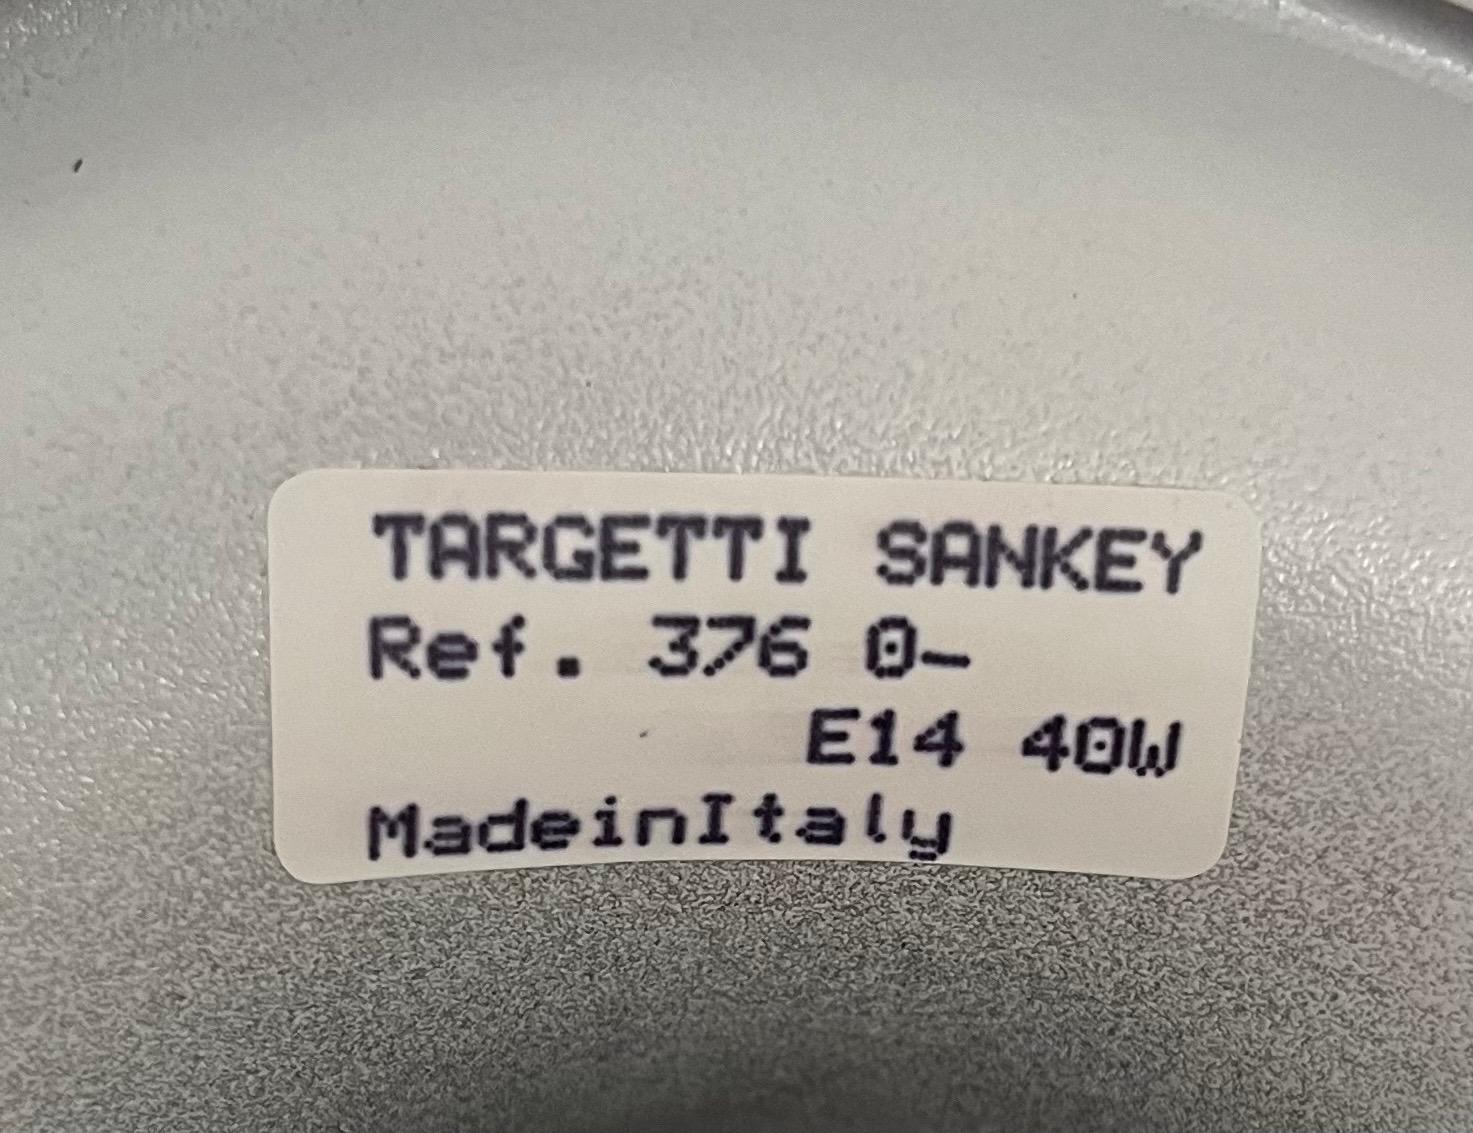 TARGETTI SANKEY
Ref. 376 0-
E14 40W
MadeinItaly